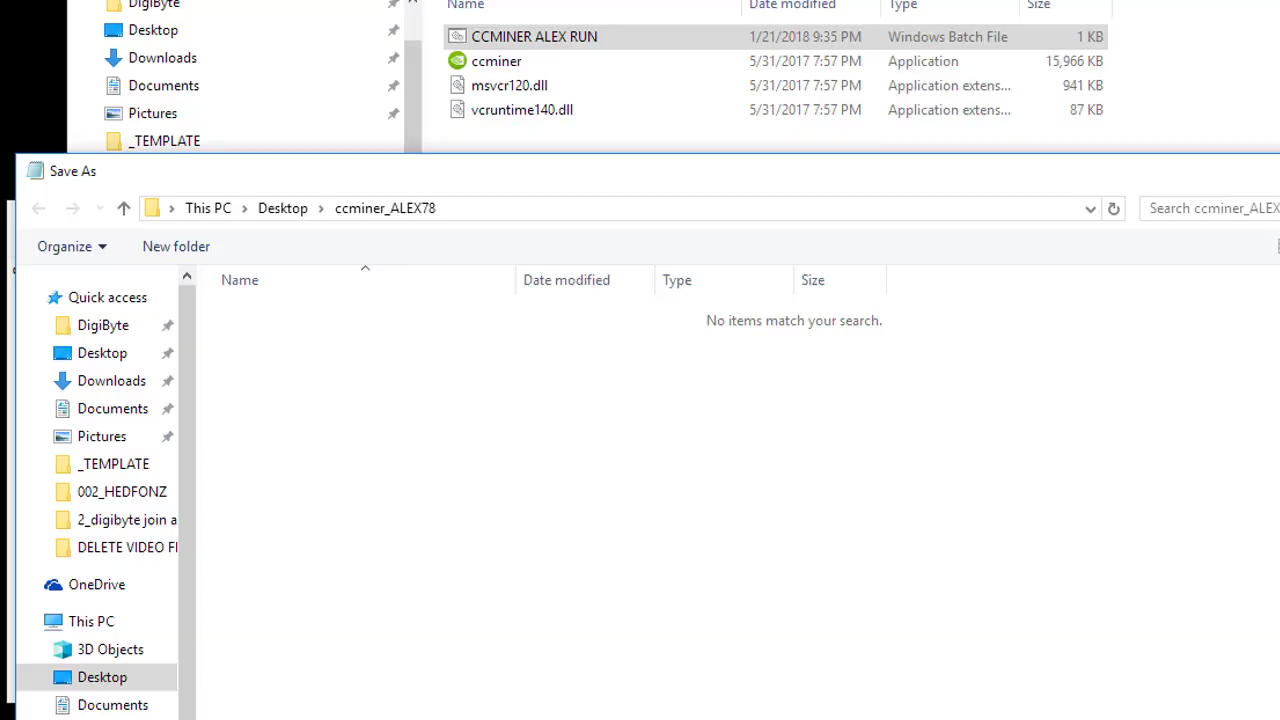 DigiByte
Name Date modified Type Size
Desktop
CCMINER ALEX RUN 1/21/2018 9:35 PM Windows Batch File 1 KB
Downloads
ccminer 5/31/2017 7:57 PM Application 15,966 KB
Documents
msvcr120.dll 5/31/2017 7:57 PM Application extens... 941 KB
Pictures
vcruntime140.dll 5/31/2017 7:57 PM Application extens... 87 KB
_TEMPLATE
Save As
This PC > Desktop > ccminer_ALEX78
Search ccminer_ALEX
Organize New folder
Name Date modified Type Size
No items match your search.
Quick access
DigiByte
Desktop
Downloads
Documents
Pictures
_TEMPLATE
002_HEDFONZ
2_digibyte join a
DELETE VIDEO FI
OneDrive
This PC
3D Objects
Desktop
Documents